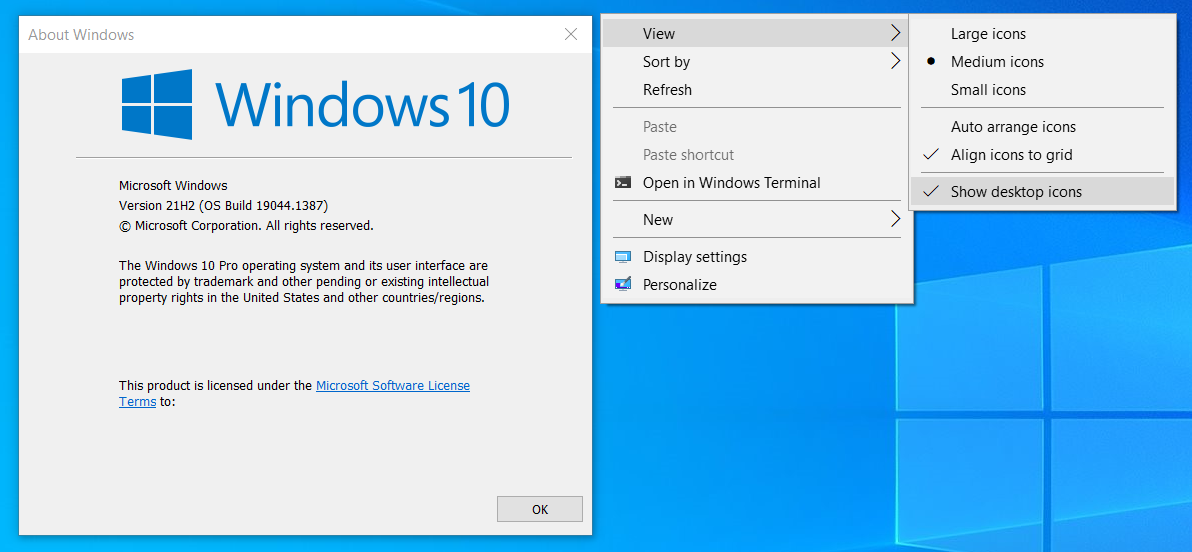 About Windows
Windows 10
Microsoft Windows
Version 21H2 (OS Build 19044.1387)
© Microsoft Corporation. All rights reserved.
The Windows 10 Pro operating system and its user interface are
protected by trademark and other pending or existing intellectual
property rights in the United States and other countries/regions.
This product is licensed under the Microsoft Software License
Terms to:
OK
View
Sort by
Refresh
Paste
Paste shortcut
Open in Windows Terminal
New
Display settings
Personalize
Large icons
Medium icons
Small icons
Auto arrange icons
Align icons to grid
Show desktop icons